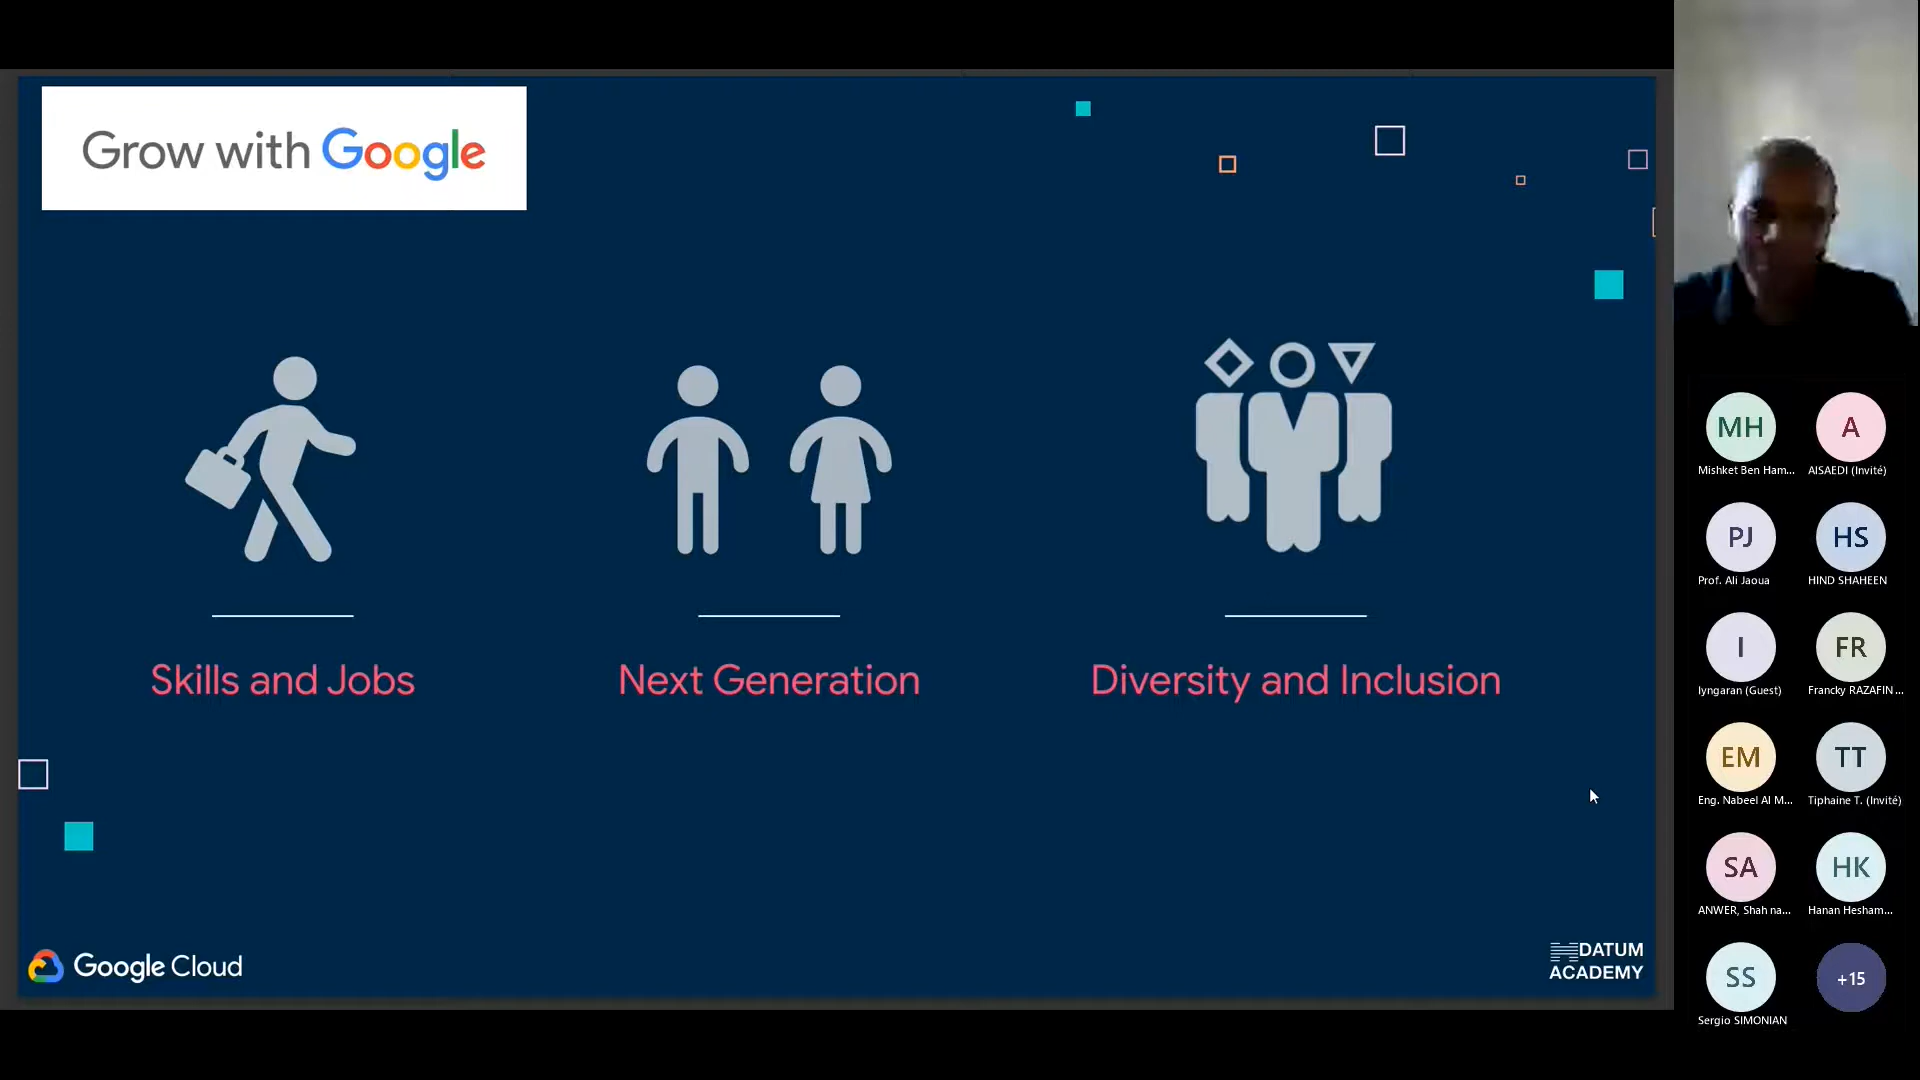 Grow with Google
Skills and Jobs
Next Generation
Diversity and Inclusion
Google Cloud
DATUM
ACADEMY
MH
A
Mishket Ben Ham...
AlSAEDI (Invité)
PJ
HS
Prof. Ali Jaoua
HIND SHAHEEN
I
FR
Iyngaran (Guest)
Francky RAZAFIN...
EM
TT
Eng. Nabeel Al M...
Tiphaine T. (Invité)
SA
HK
ANWER, Shah na...
Hanan Hesham...
SS
+15
Sergio SIMONIAN